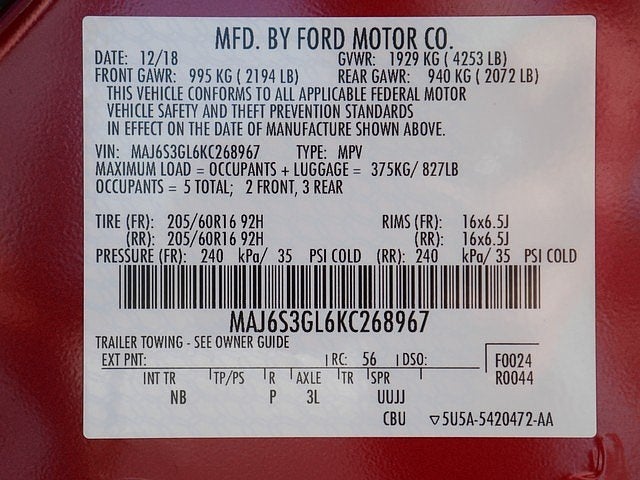 MFD. BY FORD MOTOR CO.
DATE: 12/18 GVWR: 1929 KG ( 4253 LB)
FRONT GAWR: 995 KG ( 2194 LB) REAR GAWR: 940 KG ( 2072 LB)
THIS VEHICLE CONFORMS TO ALL APPLICABLE FEDERAL MOTOR
VEHICLE SAFETY AND THEFT PREVENTION STANDARDS
IN EFFECT ON THE DATE OF MANUFACTURE SHOWN ABOVE.
VIN: MAJ6S3GL6KC268967 TYPE: MPV
MAXIMUM LOAD = OCCUPANTS + LUGGAGE = 375KG/ 827LB
OCCUPANTS = 5 TOTAL; 2 FRONT, 3 REAR
TIRE (FR): 205/60R16 92H RIMS (FR): 16x6.5J
(RR): 205/60R16 92H (RR): 16x6.5J
PRESSURE (FR): 240 kPa/ 35 PSI COLD (RR): 240 kPa/ 35 PSI COLD
MAJ6S3GL6KC268967
TRAILER TOWING - SEE OWNER GUIDE
EXT PNT: RC: 56 DSO: F0024
INT TR TP/PS R AXLE TR SPR R0044
NB P 3L UUJJ
CBU ▽5U5A-5420472-AA